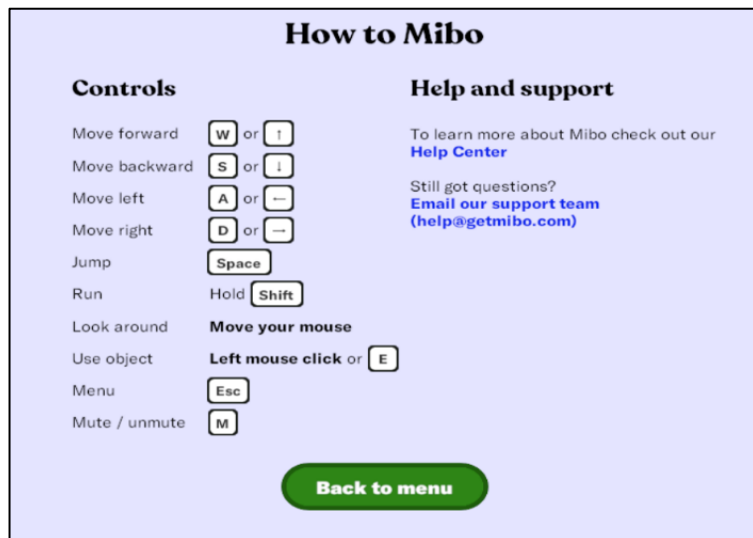 How to Mibo
Controls
Move forward W or ↑
Move backward S or ↓
Move left A or ←
Move right D or →
Jump Space
Run Hold Shift
Look around Move your mouse
Use object Left mouse click or E
Menu Esc
Mute / unmute M
Help and support
To learn more about Mibo check out our
Help Center
Still got questions?
Email our support team
(help@getmibo.com)
Back to menu